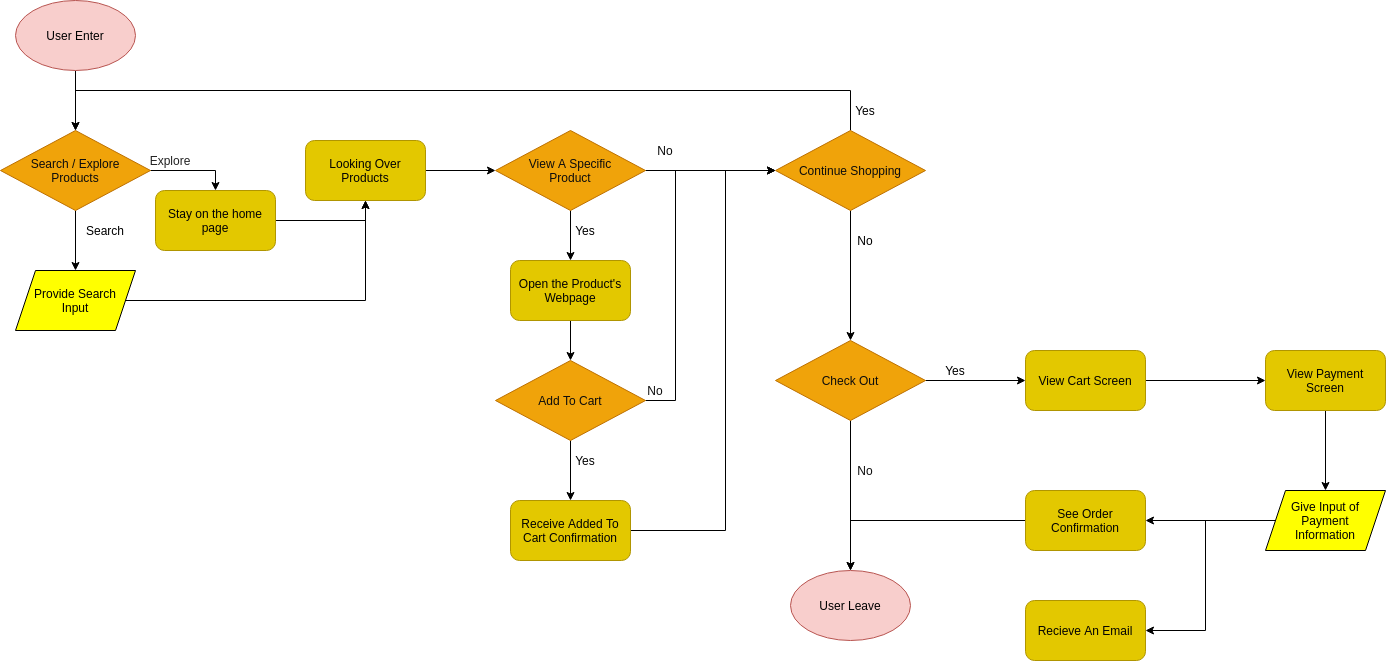 User Enter
Yes
Search / Explore
Products
Explore
Looking Over
Products
View A Specific
Product
No
Continue Shopping
Stay on the home
page
Search
Yes
No
Provide Search
Input
Open the Product's
Webpage
Add To Cart
No
Check Out
Yes
View Cart Screen
View Payment
Screen
Yes
No
Receive Added To
Cart Confirmation
See Order
Confirmation
Give Input of
Payment
Information
User Leave
Recieve An Email